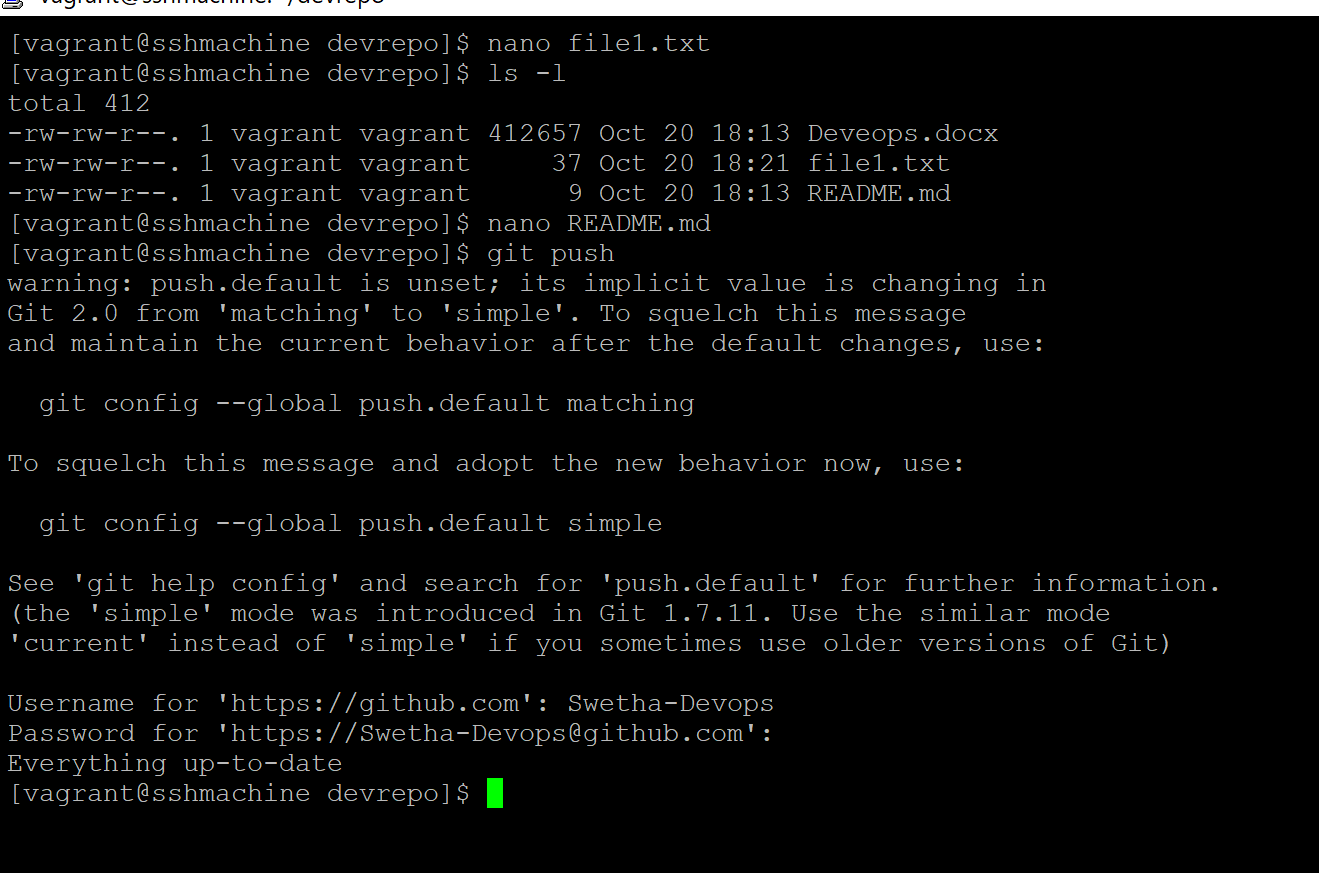 vagrant@sshmachine: ~/devrepo
[vagrant@sshmachine devrepo]$ nano file1.txt
[vagrant@sshmachine devrepo]$ ls -l
total 412
-rw-rw-r--. 1 vagrant vagrant 412657 Oct 20 18:13 Deveops.docx
-rw-rw-r--. 1 vagrant vagrant     37 Oct 20 18:21 file1.txt
-rw-rw-r--. 1 vagrant vagrant      9 Oct 20 18:13 README.md
[vagrant@sshmachine devrepo]$ nano README.md
[vagrant@sshmachine devrepo]$ git push
warning: push.default is unset; its implicit value is changing in
Git 2.0 from 'matching' to 'simple'. To squelch this message
and maintain the current behavior after the default changes, use:

  git config --global push.default matching

To squelch this message and adopt the new behavior now, use:

  git config --global push.default simple

See 'git help config' and search for 'push.default' for further information.
(the 'simple' mode was introduced in Git 1.7.11. Use the similar mode
'current' instead of 'simple' if you sometimes use older versions of Git)

Username for 'https://github.com': Swetha-Devops
Password for 'https://Swetha-Devops@github.com':
Everything up-to-date
[vagrant@sshmachine devrepo]$